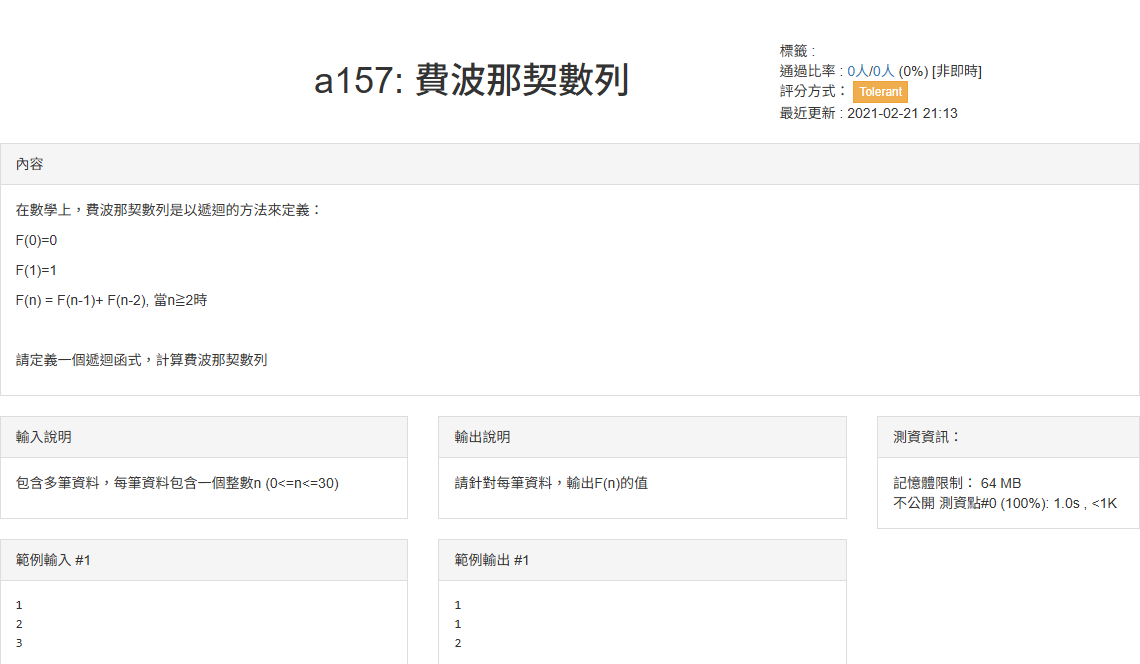 a157: 費波那契數列
標籤 :
通過比率 : 0人/0人 (0%) [非即時]
評分方式： Tolerant
最近更新 : 2021-02-21 21:13
內容
在數學上，費波那契數列是以遞迴的方法來定義：
F(0)=0
F(1)=1
F(n) = F(n-1)+ F(n-2), 當n≧2時
請定義一個遞迴函式，計算費波那契數列
輸入說明
包含多筆資料，每筆資料包含一個整數n (0<=n<=30)
輸出說明
請針對每筆資料，輸出F(n)的值
測資資訊：
記憶體限制： 64 MB
不公開 測資點#0 (100%): 1.0s , <1K
範例輸入 #1
1
2
3
範例輸出 #1
1
1
2